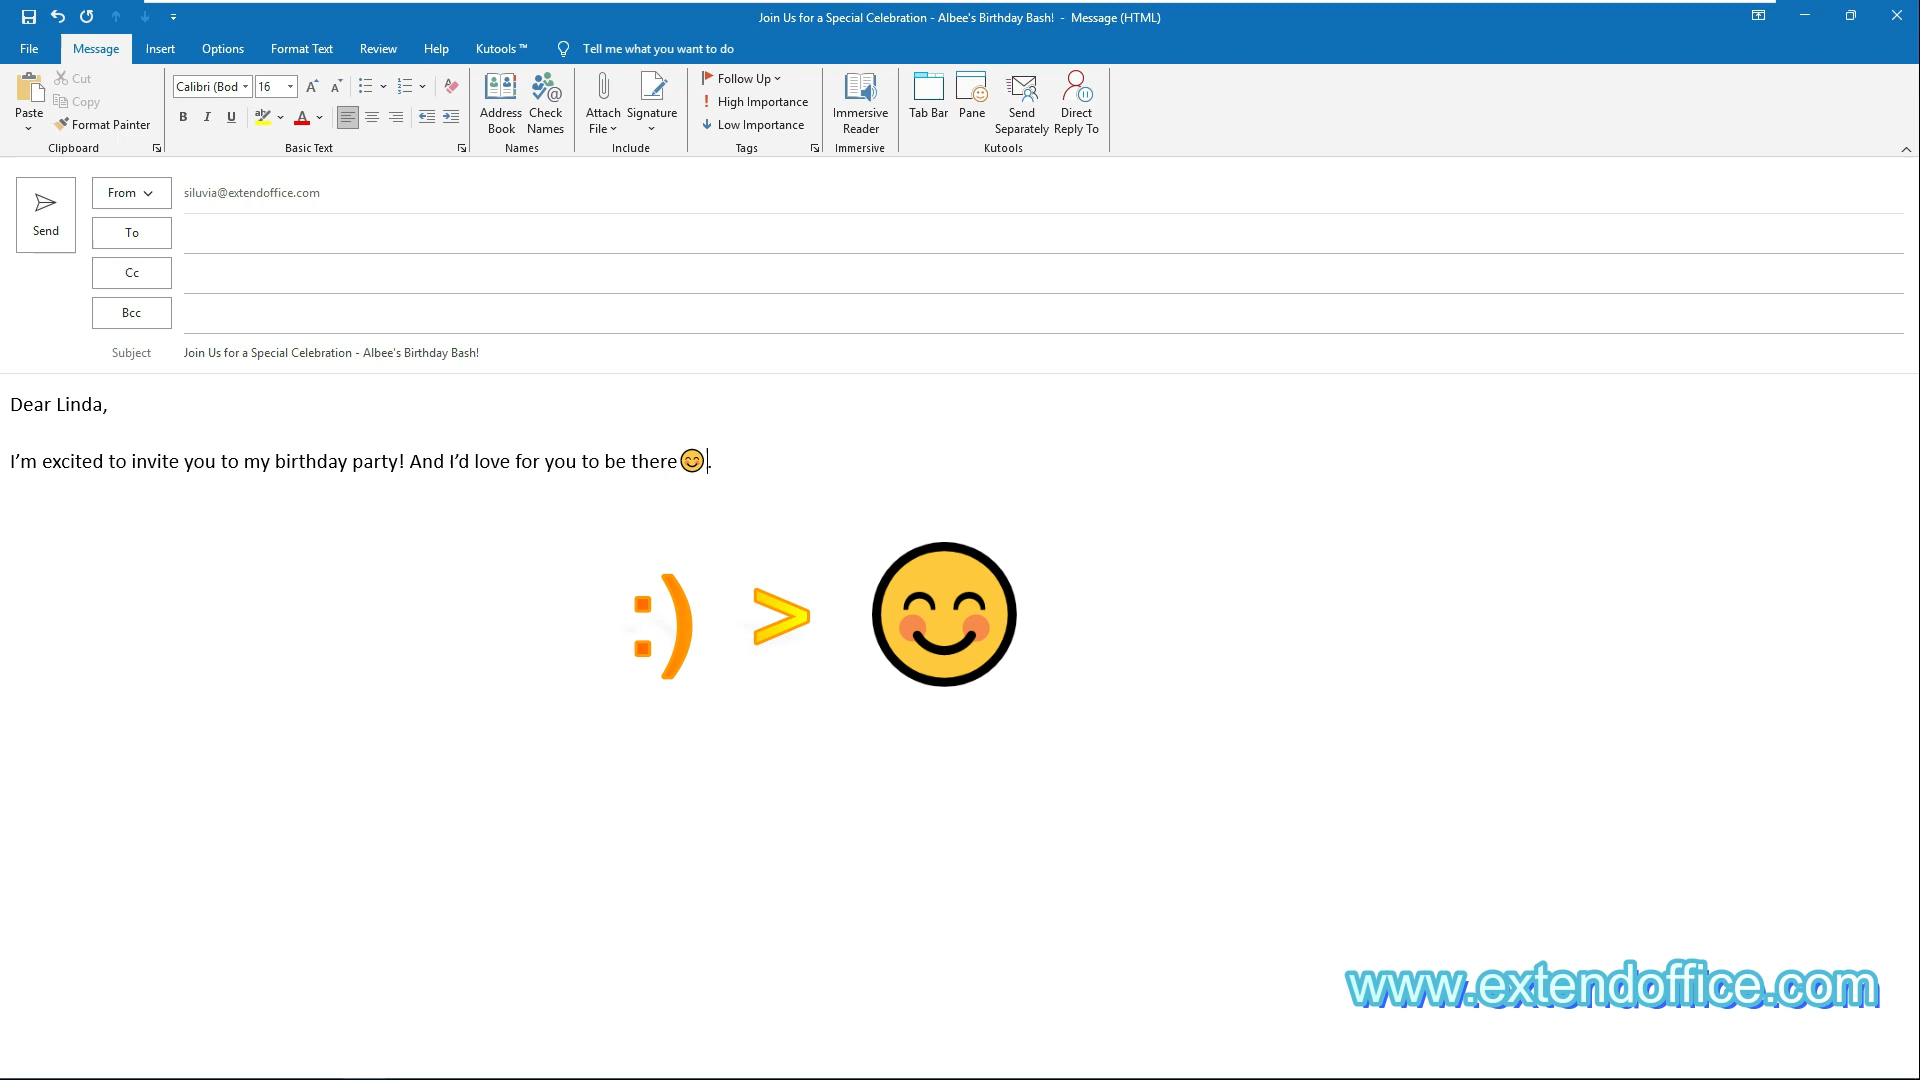 Join Us for a Special Celebration - Albee's Birthday Bash! - Message (HTML)
File Message Insert Options Format Text Review Help Kutools ™ Tell me what you want to do
Paste
Cut
Copy
Format Painter
Clipboard
Calibri (Bod 16
B I U A
Basic Text
Address Book
Check Names
Names
Attach File
Signature
Include
Follow Up
High Importance
Low Importance
Tags
Immersive Reader
Immersive
Tab Bar
Pane
Send Separately
Direct Reply To
Kutools
Send
From siluvia@extendoffice.com
To
Cc
Bcc
Subject Join Us for a Special Celebration - Albee's Birthday Bash!
Dear Linda,
I’m excited to invite you to my birthday party! And I’d love for you to be there😊.
:) > 😊
www.extendoffice.com